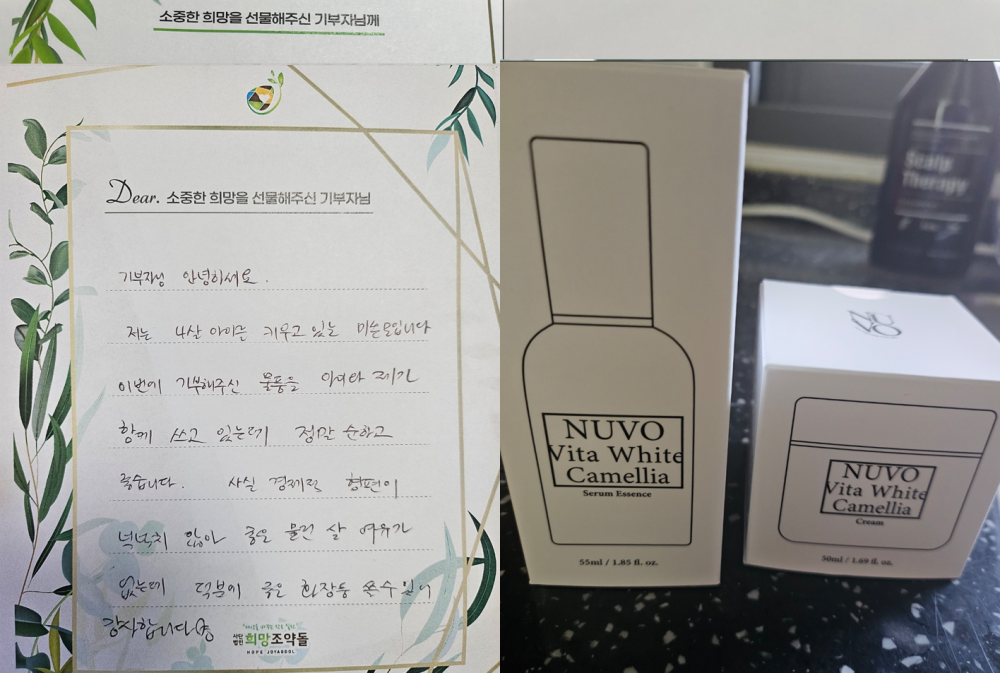 소중한 희망을 선물해주신 기부자님께
Dear. 소중한 희망을 선물해주신 기부자님
기부자님 안녕하세요.
저는 4살 아이를 키우고 있는 미혼모입니다
이번에 기부해주신 물품을 아이와 제가
함께 쓰고 있는데 정말 순하고
좋습니다. 사실 경제적 형편이
넉넉치 않아 좋은 물건 살 여유가
없는데 덕분에 좋은 화장품 쓸수있어
감사합니다
사단법인 희망조약돌
HOPE JOYAGDOL
NUVO
Vita White
Camellia
Serum Essence
55ml / 1.85 fl. oz.
Scalp
Therapy
NUVO
NUVO
Vita White
Camellia
Cream
50ml / 1.69 fl. oz.